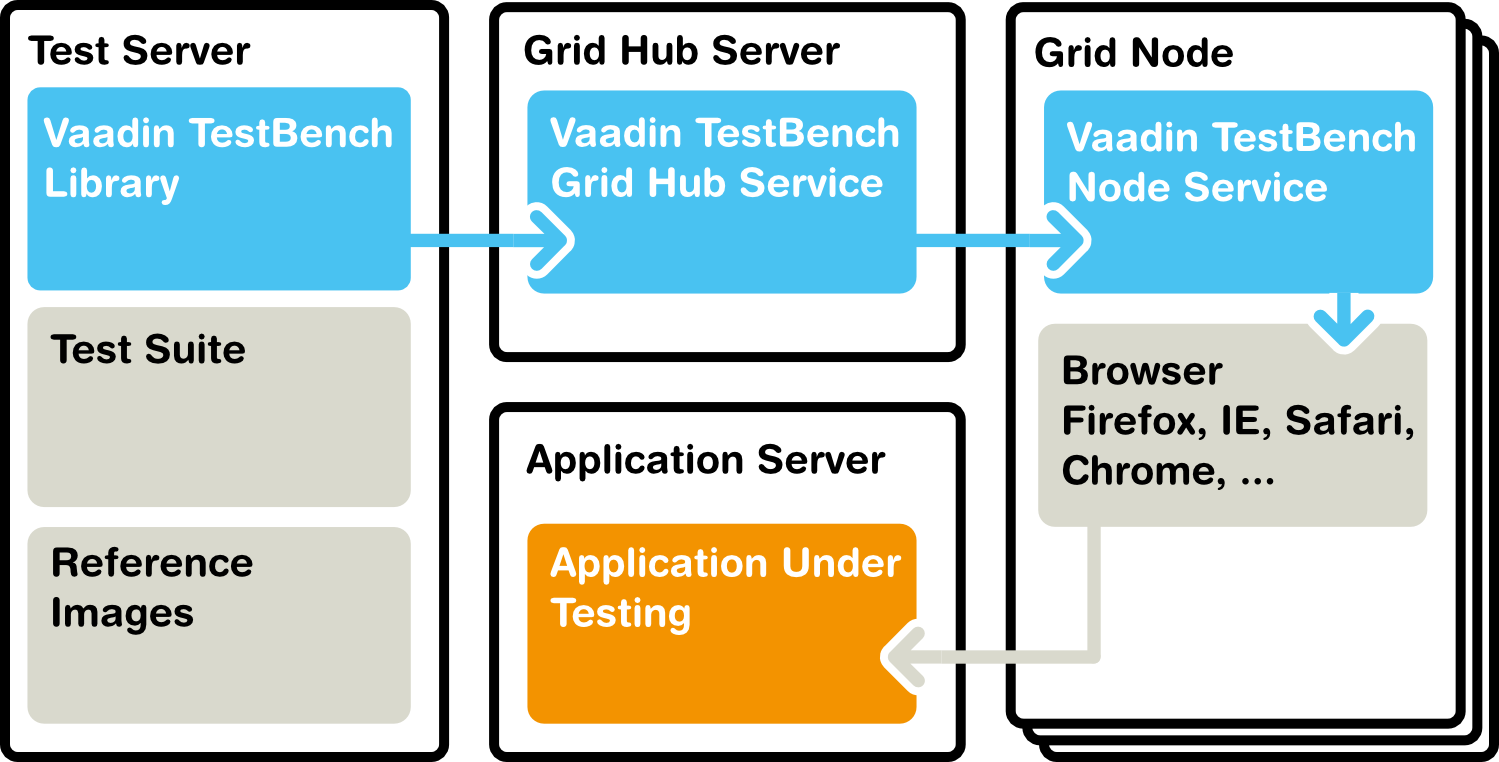 Test Server
Vaadin TestBench
Library
Test Suite
Reference
Images
Grid Hub Server
Vaadin TestBench
Grid Hub Service
Application Server
Application Under
Testing
Grid Node
Vaadin TestBench
Node Service
Browser
Firefox, IE, Safari,
Chrome, ...